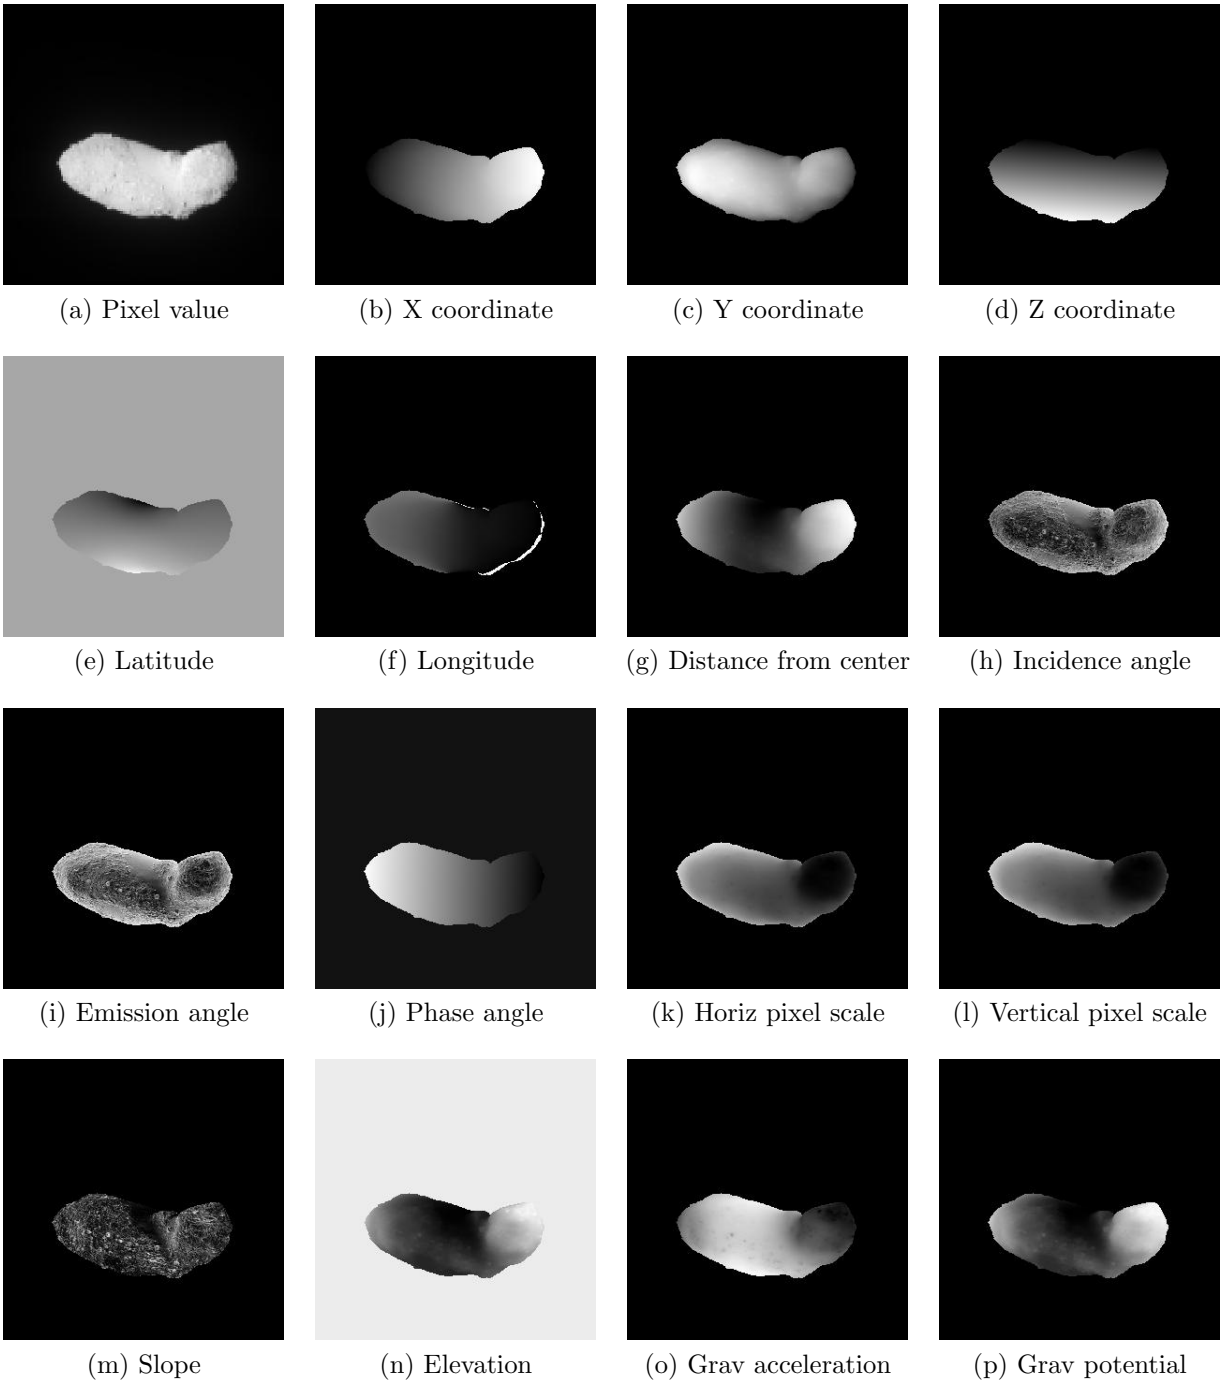 (a) Pixel value
(b) X coordinate
(c) Y coordinate
(d) Z coordinate
(e) Latitude
(f) Longitude
(g) Distance from center
(h) Incidence angle
(i) Emission angle
(j) Phase angle
(k) Horiz pixel scale
(l) Vertical pixel scale
(m) Slope
(n) Elevation
(o) Grav acceleration
(p) Grav potential